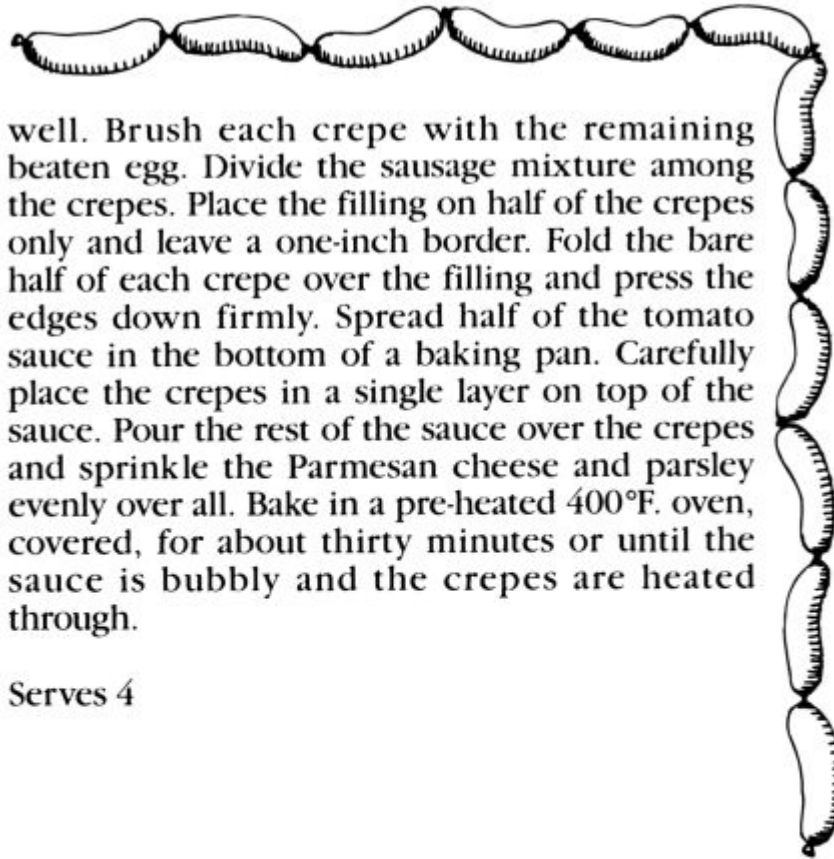 well. Brush each crepe with the remaining
beaten egg. Divide the sausage mixture among
the crepes. Place the filling on half of the crepes
only and leave a one-inch border. Fold the bare
half of each crepe over the filling and press the
edges down firmly. Spread half of the tomato
sauce in the bottom of a baking pan. Carefully
place the crepes in a single layer on top of the
sauce. Pour the rest of the sauce over the crepes
and sprinkle the Parmesan cheese and parsley
evenly over all. Bake in a pre-heated 400°F. oven,
covered, for about thirty minutes or until the
sauce is bubbly and the crepes are heated
through.
Serves 4